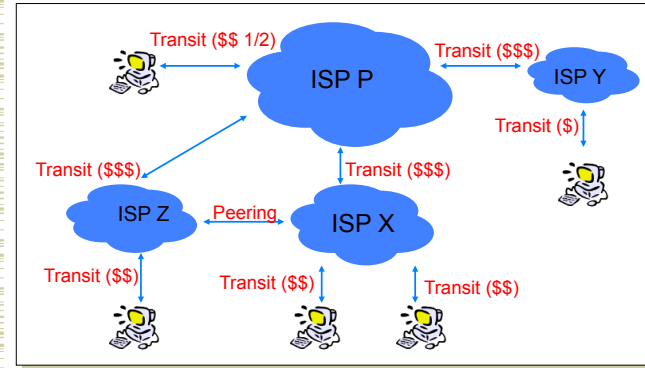 Transit ($$ 1/2)
ISP P
Transit ($$$)
ISP Y
Transit ($)
Transit ($$$)
Transit ($$$)
ISP Z
Peering
ISP X
Transit ($$)
Transit ($$)
Transit ($$)